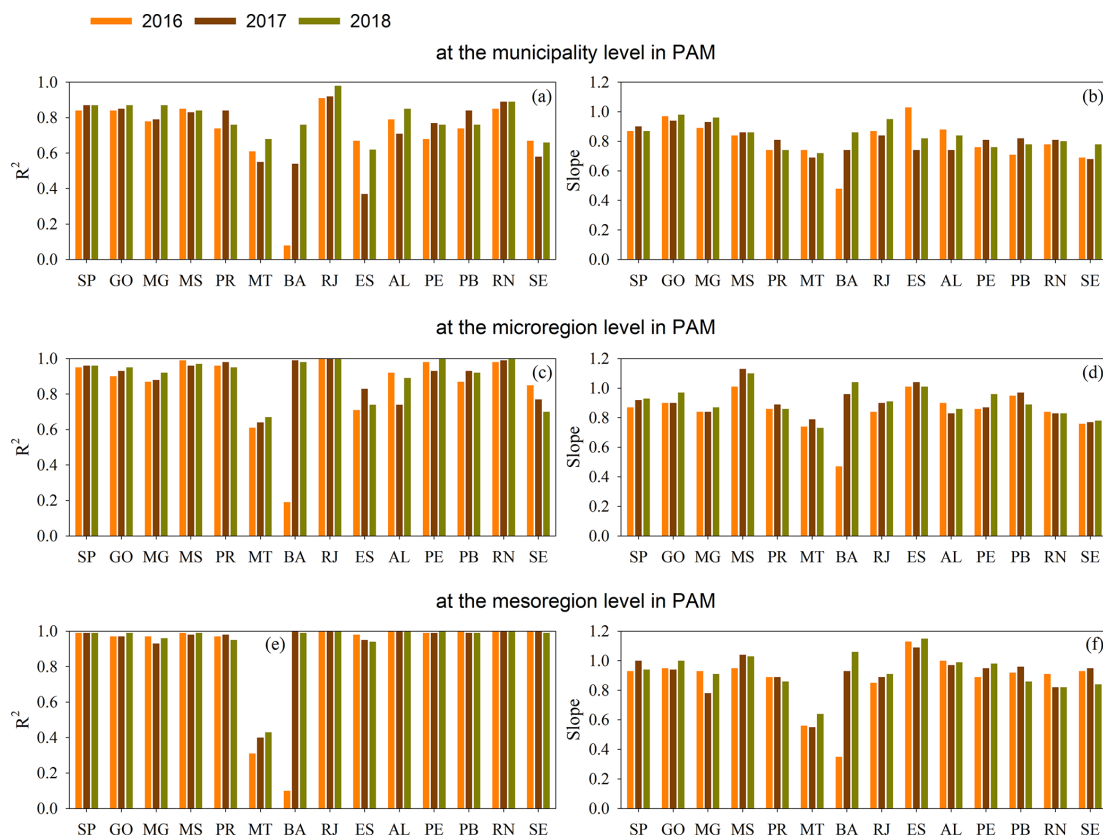 2016 2017 2018
at the municipality level in PAM
1.0 0.8 0.6 0.4 0.2 0.0
R2
(a)
SP GO MG MS PR MT BA RJ ES AL PE PB RN SE
1.2 1.0 0.8 0.6 0.4 0.2 0.0
Slope
(b)
SP GO MG MS PR MT BA RJ ES AL PE PB RN SE
at the microregion level in PAM
1.0 0.8 0.6 0.4 0.2 0.0
R2
(c)
SP GO MG MS PR MT BA RJ ES AL PE PB RN SE
1.2 1.0 0.8 0.6 0.4 0.2 0.0
Slope
(d)
SP GO MG MS PR MT BA RJ ES AL PE PB RN SE
at the mesoregion level in PAM
1.0 0.8 0.6 0.4 0.2 0.0
R2
(e)
SP GO MG MS PR MT BA RJ ES AL PE PB RN SE
1.2 1.0 0.8 0.6 0.4 0.2 0.0
Slope
(f)
SP GO MG MS PR MT BA RJ ES AL PE PB RN SE